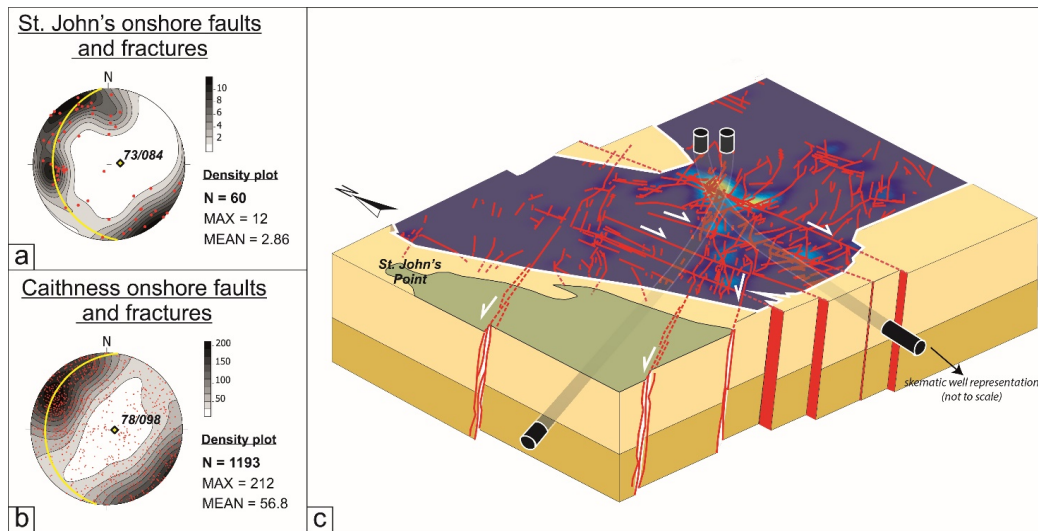 St. John's onshore faults
and fractures
N
10
8
6
4
2
73/084
Density plot
N = 60
MAX = 12
MEAN = 2.86
a
Caithness onshore faults
and fractures
N
200
150
100
50
78/098
Density plot
N = 1193
MAX = 212
MEAN = 56.8
b
N
St. John's
Point
skematic well representation
(not to scale)
c